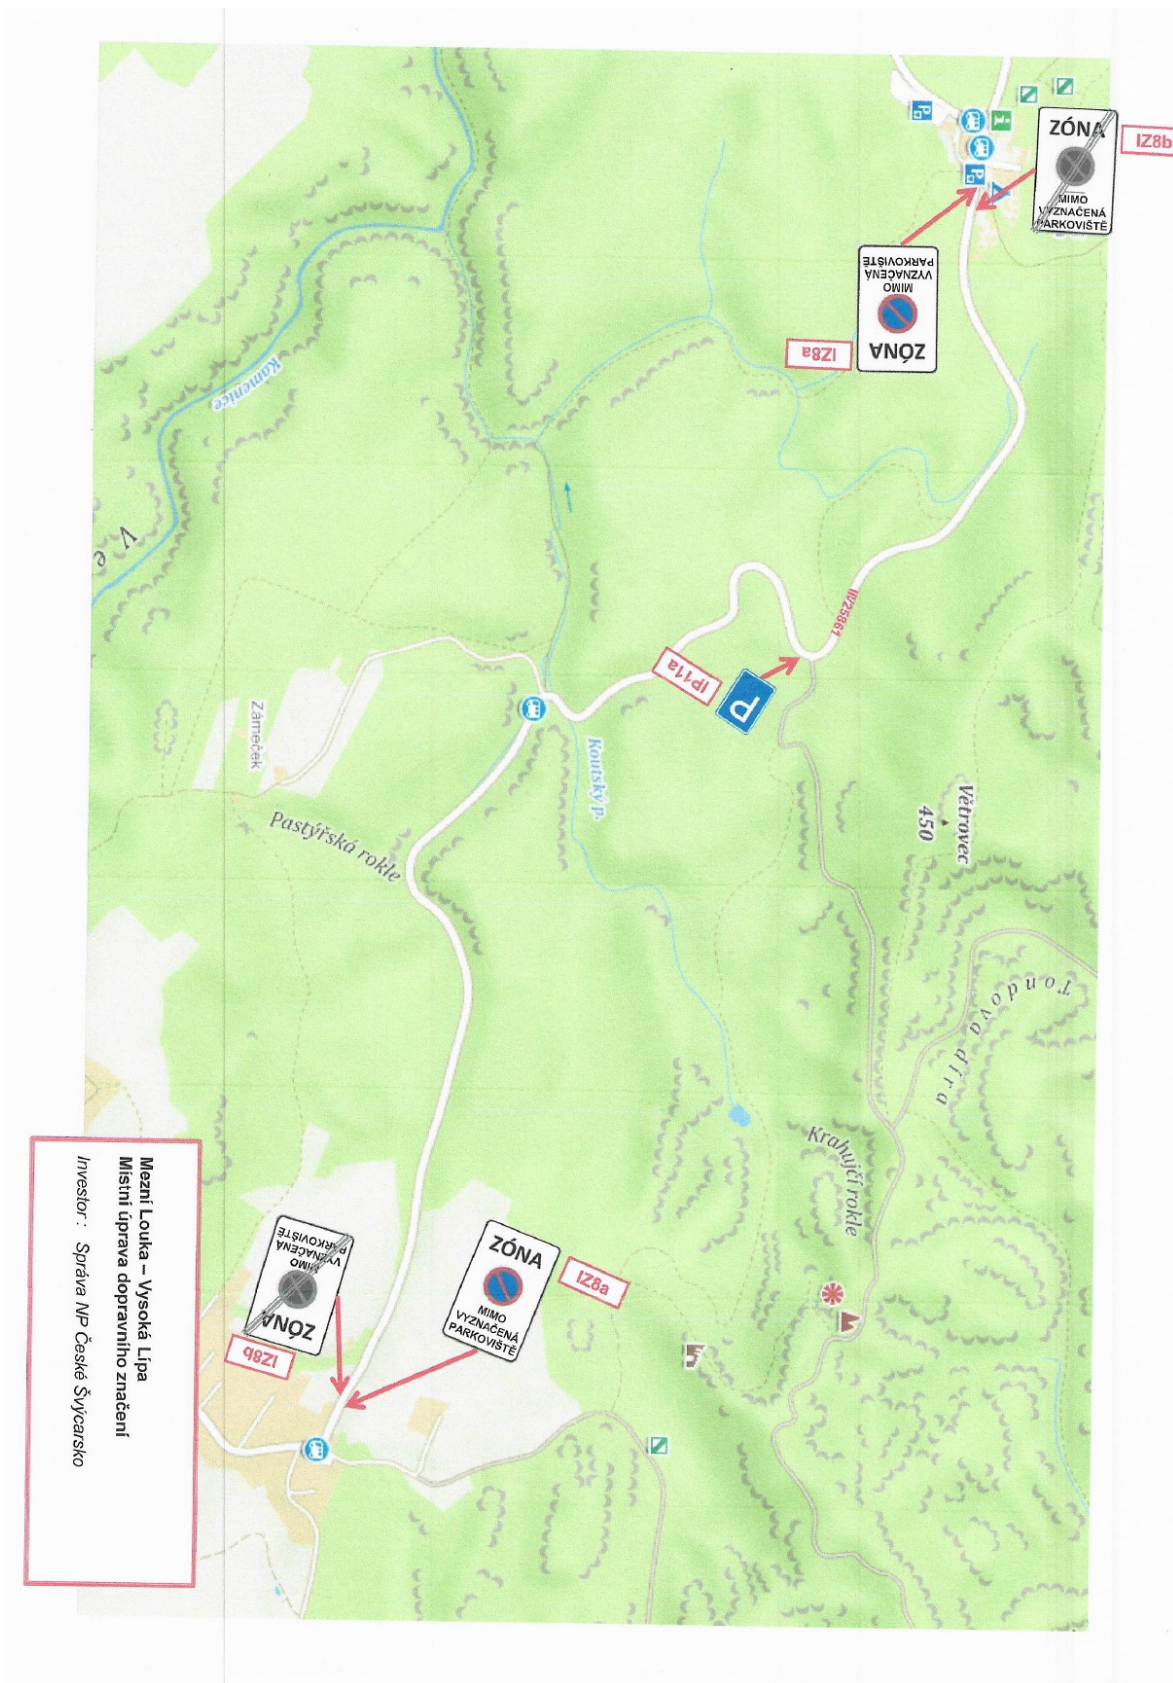 ZÓNA
MIMO
VYZNAČENÁ
PARKOVIŠTĚ
IZ8b
ZÓNA
MIMO
VYZNAČENÁ
PARKOVIŠTĚ
IZ8a
Kamenice
V e
III/25861
IP11a
P
Zámeček
Koutský p.
Větrovec
450
Pastýřská rokle
Tondova díra
Krahujčí rokle
ZÓNA
MIMO
VYZNAČENÁ
PARKOVIŠTĚ
IZ8a
ZÓNA
MIMO
VYZNAČENÁ
PARKOVIŠTĚ
IZ8b
Mezní Louka – Vysoká Lípa
Místní úprava dopravního značení
Investor : Správa NP České Švýcarsko